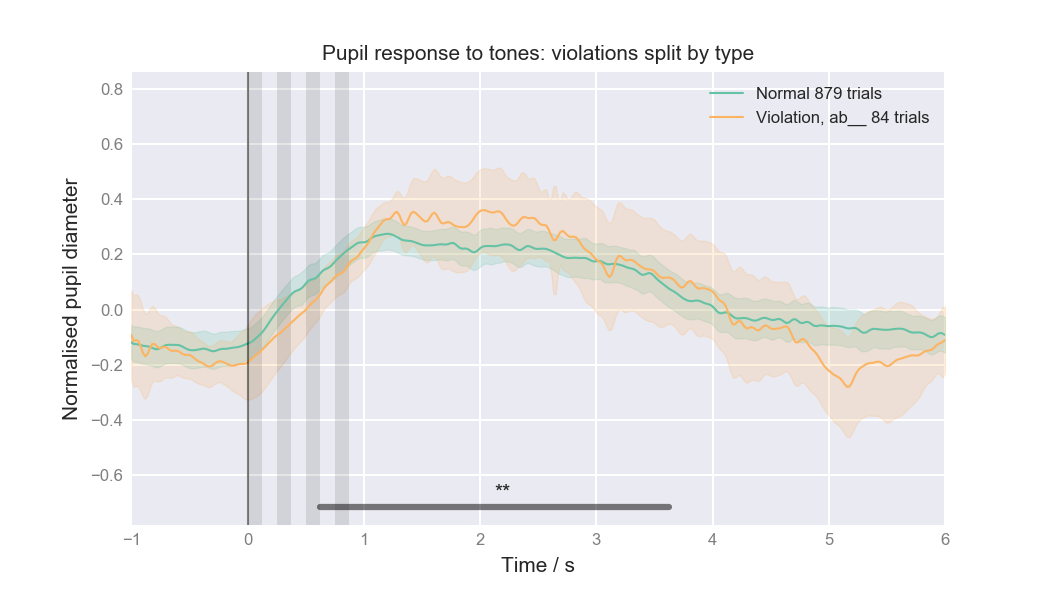 Pupil response to tones: violations split by type
Normal 879 trials
Violation, ab__ 84 trials
Normalised pupil diameter
0.8
0.6
0.4
0.2
0.0
−0.2
−0.4
−0.6
**
−1 0 1 2 3 4 5 6
Time / s